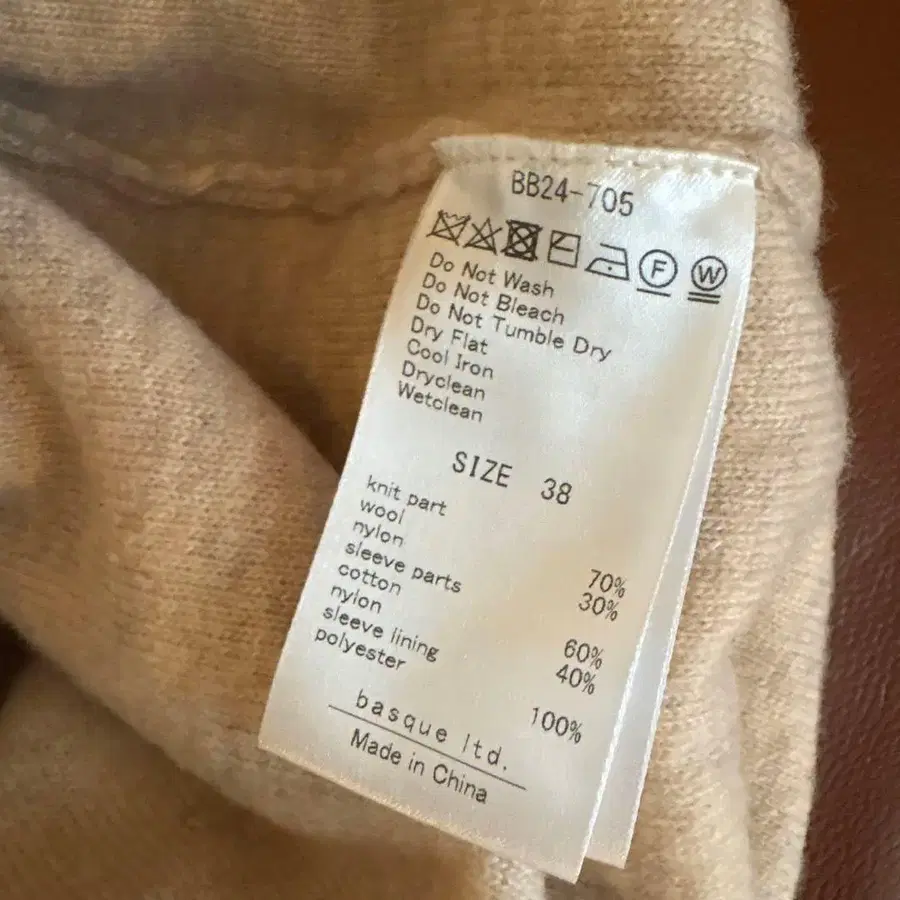 BB24-705
F W
Do Not Wash
Do Not Bleach
Do Not Tumble Dry
Dry Flat
Cool Iron
Dryclean
Wetclean
SIZE 38
knit part
wool 70%
nylon 30%
sleeve parts
cotton 60%
nylon 40%
sleeve lining
polyester 100%
basque ltd.
Made in China